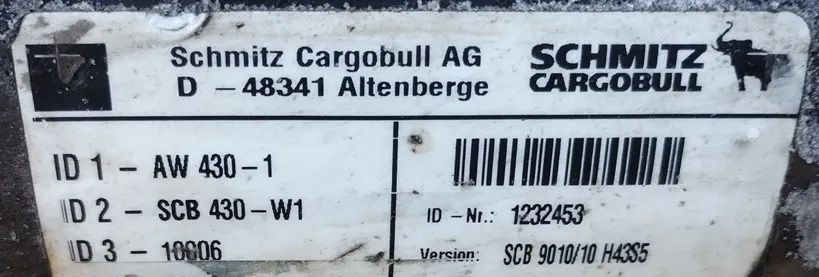 Schmitz Cargobull AG
D - 48341 Altenberge
SCHMITZ
CARGOBULL
ID 1 - AW 430-1
ID 2 - SCB 430-W1
ID 3 - 10006
ID -Nr.: 1232453
Version: SCB 9010/10 H43S5